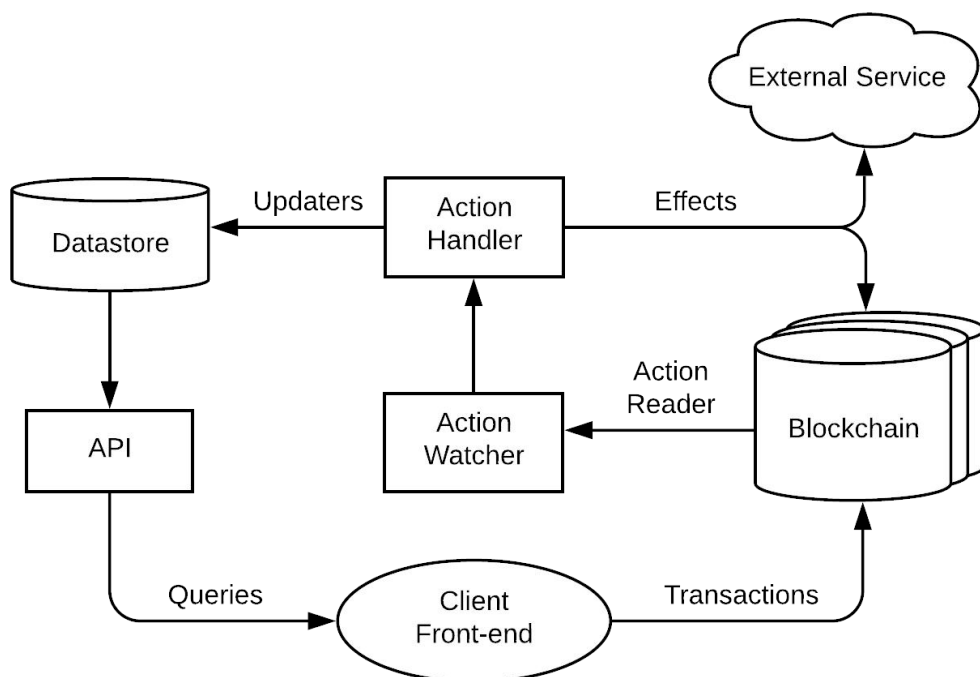 External Service
Updaters
Action
Handler
Effects
Datastore
Action
Reader
Action
Watcher
Blockchain
API
Queries
Client
Front-end
Transactions